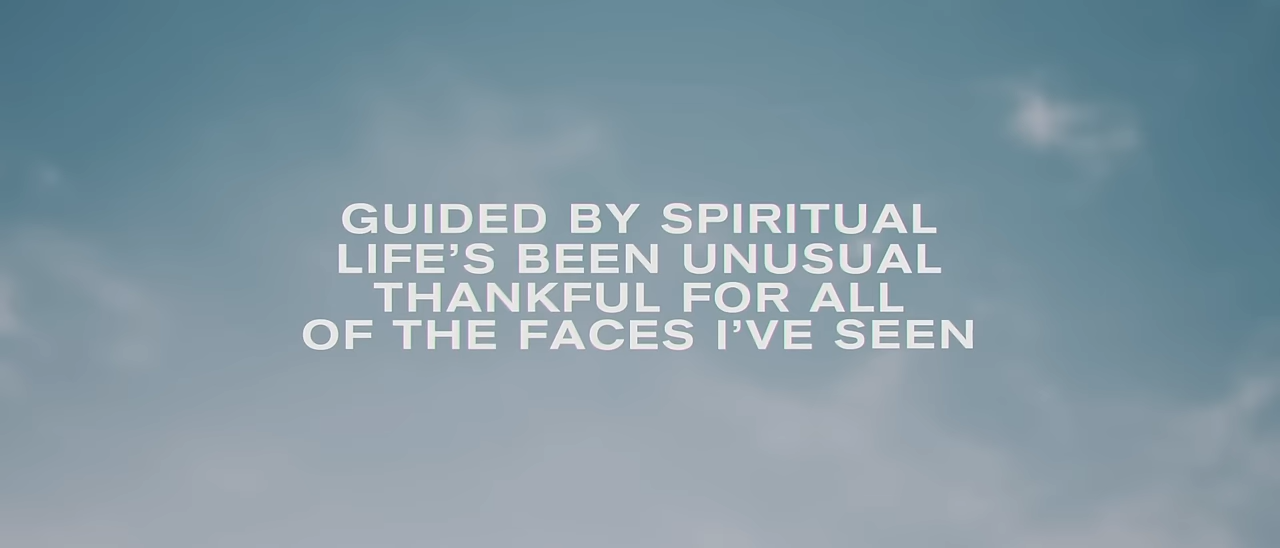 GUIDED BY SPIRITUAL
LIFE’S BEEN UNUSUAL
THANKFUL FOR ALL
OF THE FACES I’VE SEEN